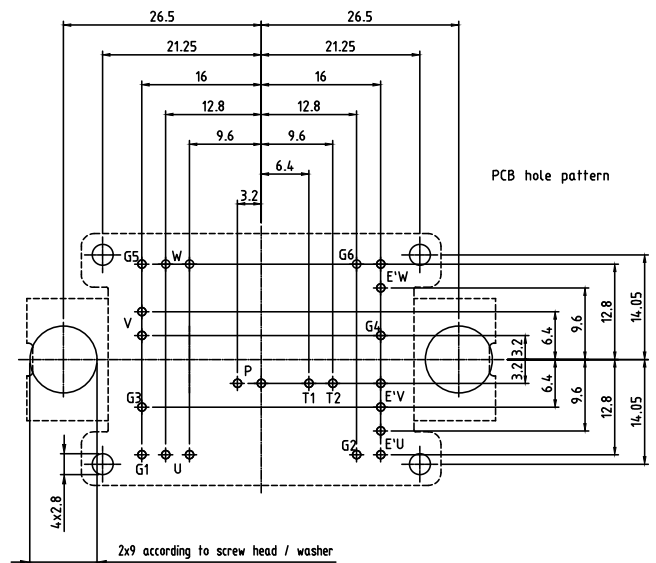 26.5 26.5
21.25 21.25
16 16
12.8 12.8
9.6 9.6
6.4
3.2
PCB hole pattern
G5 W G6
E'W
V G4
P
G3 T1 T2 E'V
G2 E'U
G1 U
3.2 3.2
6.4 6.4
9.6 9.6
12.8 12.8
14.05 14.05
4x2.8
2x9 according to screw head / washer